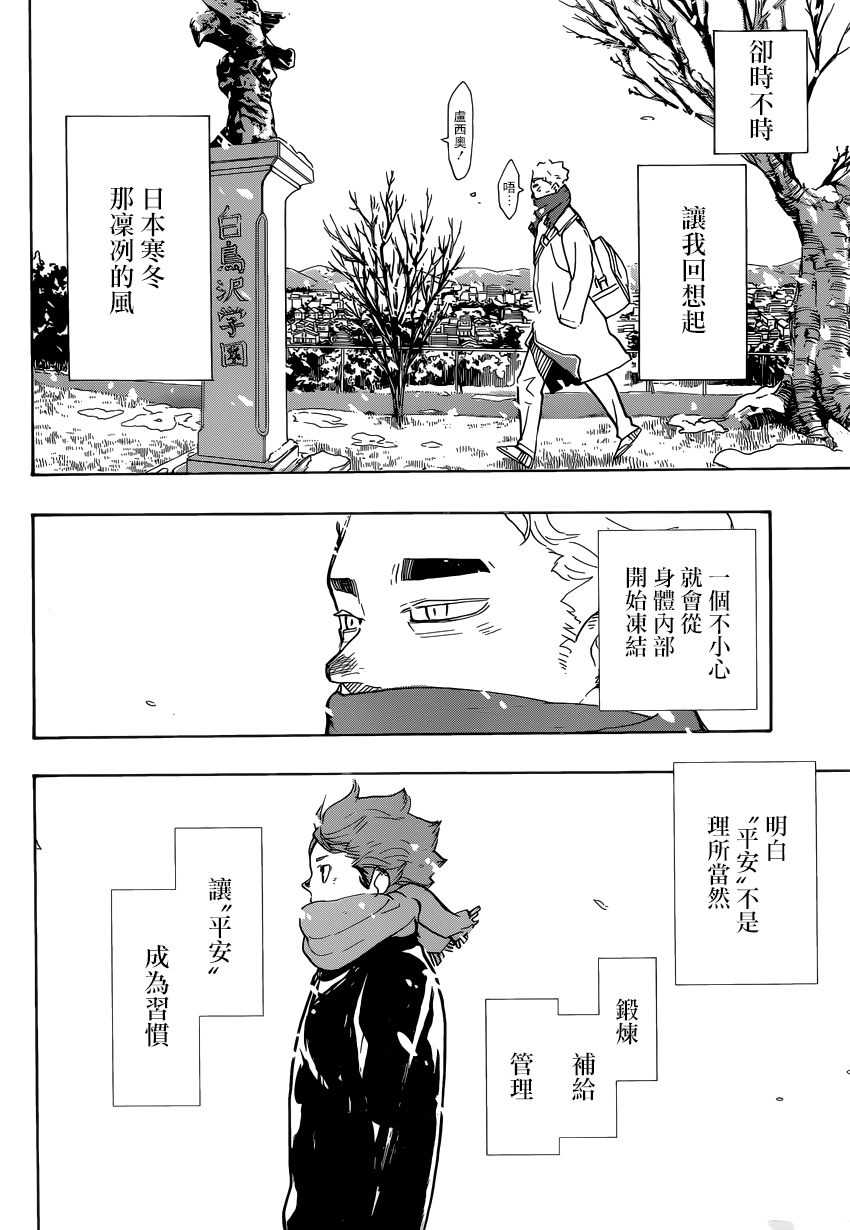 卻時不時
讓我回想起
唔…
盧西奧!
日本寒冬
那凜冽的風
白鳥沢学園
一個不小心
就會從
身體內部
開始凍結
明白
〝平安〞不是
理所當然
鍛煉
補給
管理
讓〝平安〞
成為習慣